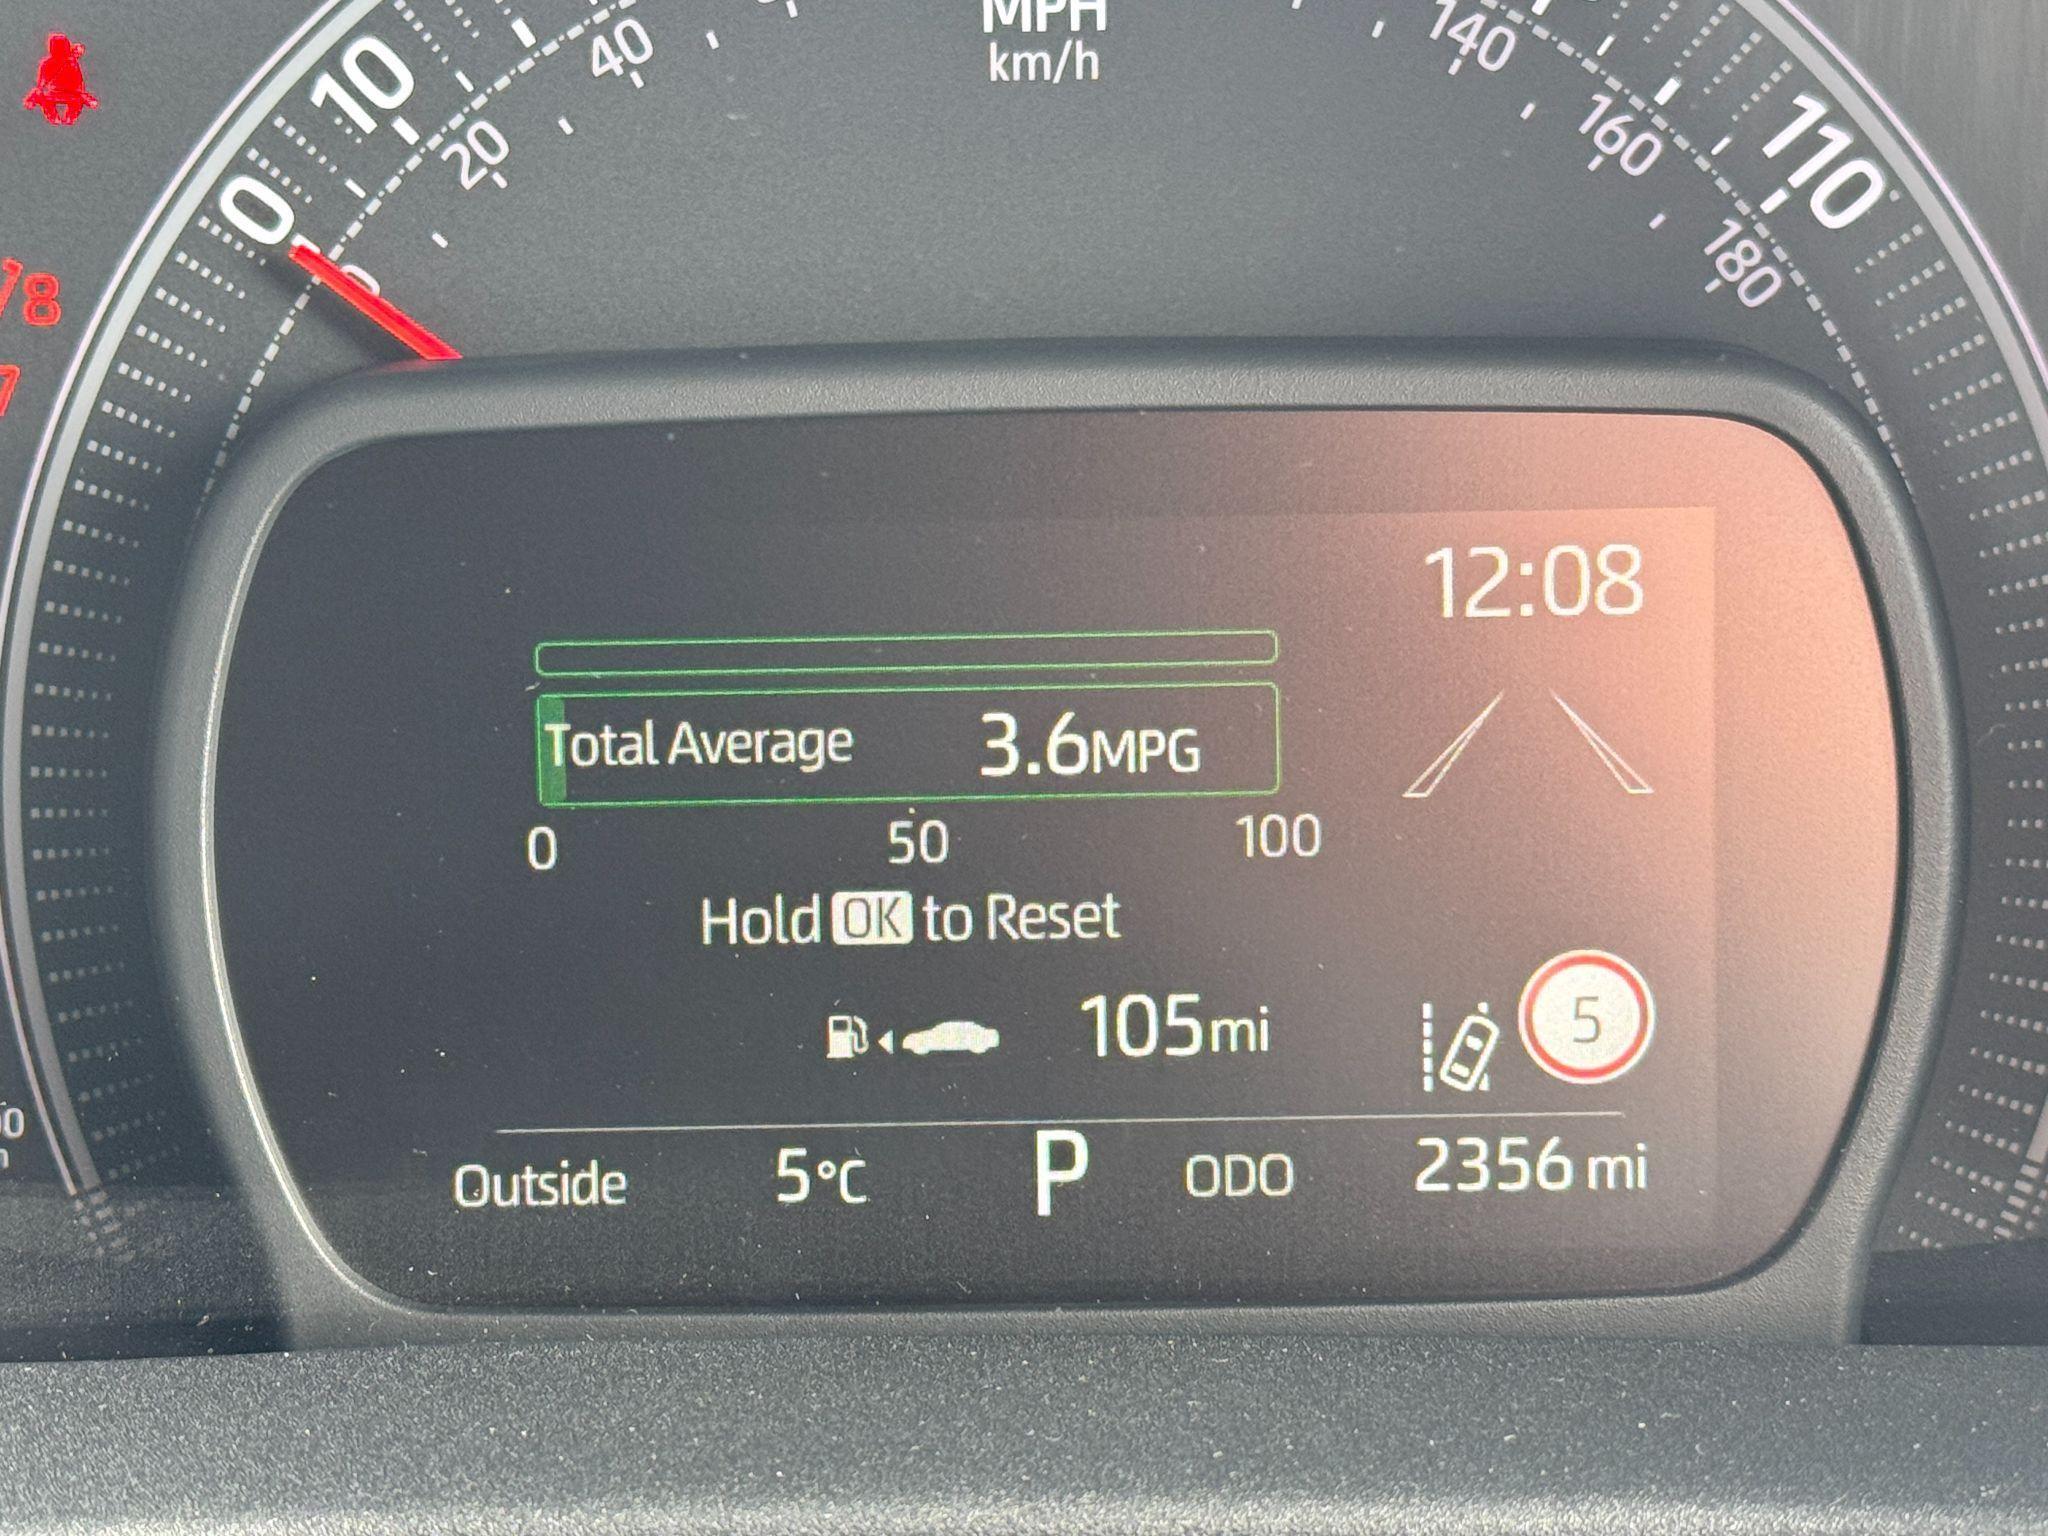 MPH
km/h
0
10
20
40
140
160
180
110
12:08
Total Average 3.6MPG
0 50 100
Hold OK to Reset
105mi
5
Outside 5°C P ODO 2356 mi